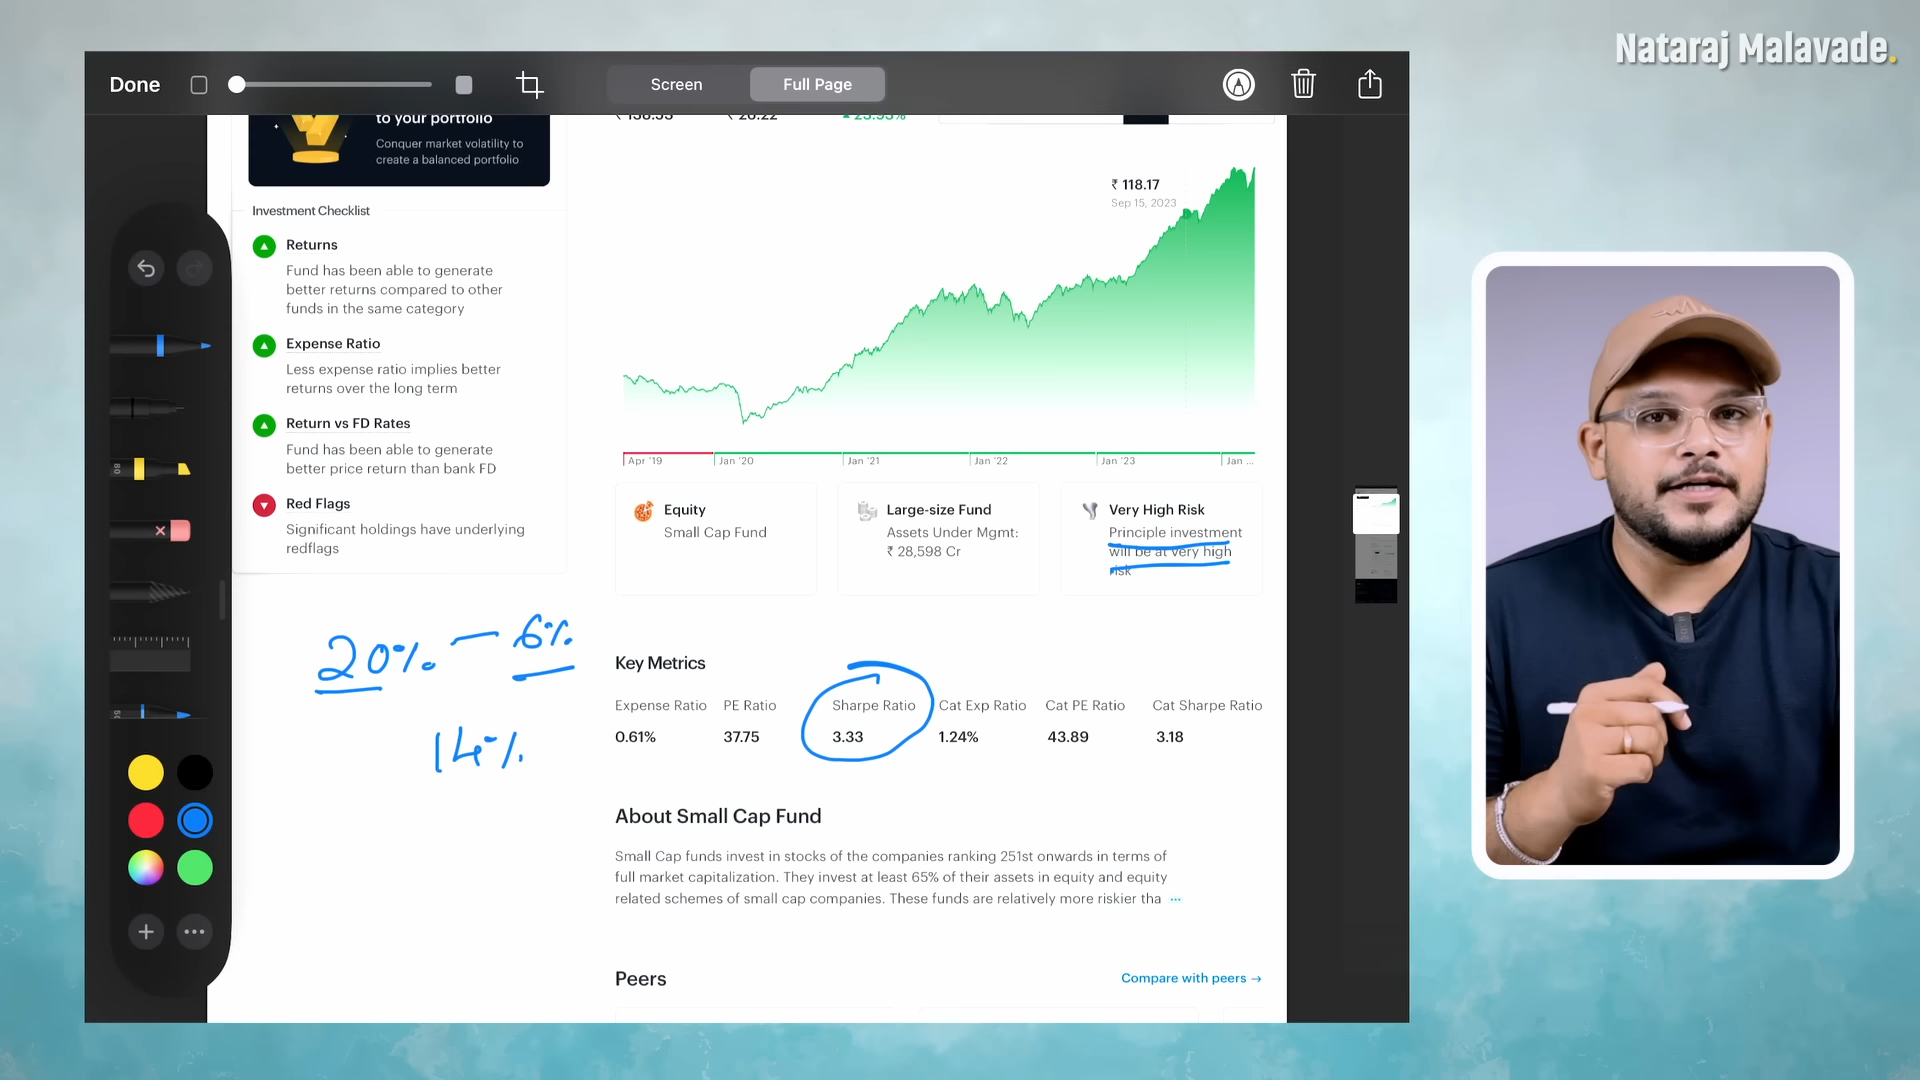 Nataraj Malavade.
Done
Screen
Full Page
to your portfolio
Conquer market volatility to
create a balanced portfolio
Investment Checklist
Returns
Fund has been able to generate
better returns compared to other
funds in the same category
Expense Ratio
Less expense ratio implies better
returns over the long term
Return vs FD Rates
Fund has been able to generate
better price return than bank FD
Red Flags
Significant holdings have underlying
redflags
20% - 6%
14%
₹ 118.17
Sep 15, 2023
Apr '19 Jan '20 Jan '21 Jan '22 Jan '23 Jan ...
Equity
Small Cap Fund
Large-size Fund
Assets Under Mgmt:
₹ 28,598 Cr
Very High Risk
Principle investment
will be at very high
risk
Key Metrics
Expense Ratio PE Ratio Sharpe Ratio Cat Exp Ratio Cat PE Ratio Cat Sharpe Ratio
0.61% 37.75 3.33 1.24% 43.89 3.18
About Small Cap Fund
Small Cap funds invest in stocks of the companies ranking 251st onwards in terms of
full market capitalization. They invest at least 65% of their assets in equity and equity
related schemes of small cap companies. These funds are relatively more riskier tha ...
Peers
Compare with peers →
80
50